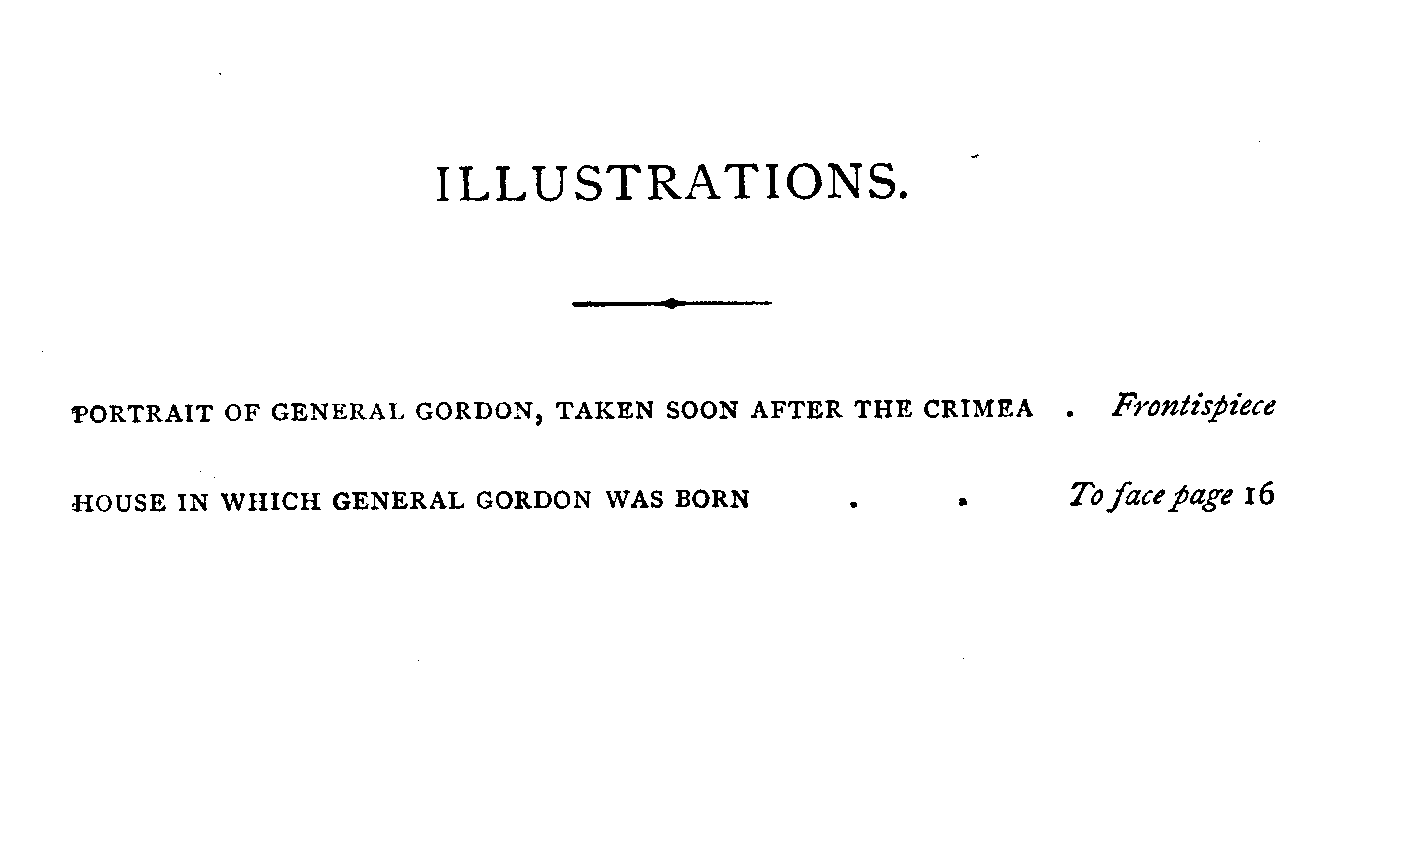 ILLUSTRATIONS.
PORTRAIT OF GENERAL GORDON, TAKEN SOON AFTER THE CRIMEA . Frontispiece
HOUSE IN WHICH GENERAL GORDON WAS BORN . . To face page 16